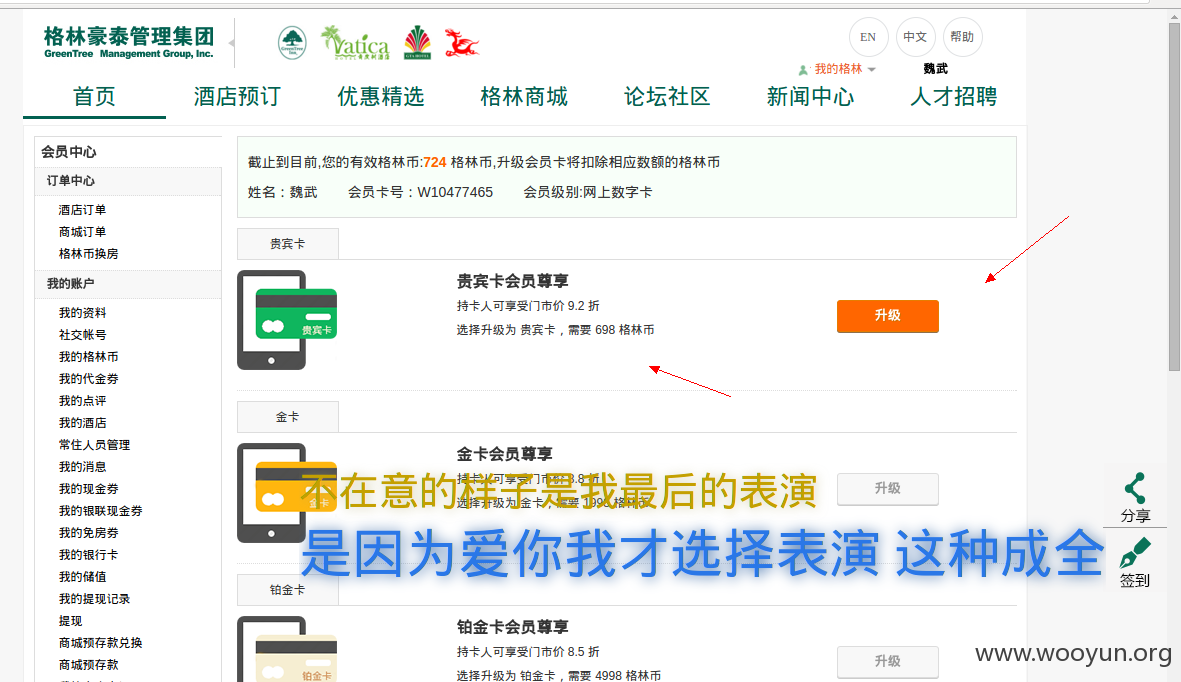 格林豪泰管理集团
GreenTree Management Group, Inc.
GreenTree Inn.
Vatica
EN
中文
帮助
我的格林
魏武
首页
酒店预订
优惠精选
格林商城
论坛社区
新闻中心
人才招聘
会员中心
订单中心
酒店订单
商城订单
格林币换房
我的账户
我的资料
社交帐号
我的格林币
我的代金券
我的点评
我的酒店
常住人员管理
我的消息
我的现金券
我的银联现金券
我的免房券
我的银行卡
我的储值
我的提现记录
提现
商城预存款兑换
商城预存款
截止到目前,您的有效格林币:724 格林币,升级会员卡将扣除相应数额的格林币
姓名：魏武 会员卡号：W10477465 会员级别:网上数字卡
贵宾卡
贵宾卡
贵宾卡会员尊享
持卡人可享受门市价 9.2 折
选择升级为 贵宾卡，需要 698 格林币
升级
金卡
金卡会员尊享
持卡人可享受门市价 8.8 折
选择升级为 金卡，需要 1998 格林币
升级
不在意的样子是我最后的表演
是因为爱你我才选择表演 这种成全
铂金卡
铂金卡
铂金卡会员尊享
持卡人可享受门市价 8.5 折
选择升级为 铂金卡，需要 4998 格林币
升级
分享
签到
www.wooyun.org